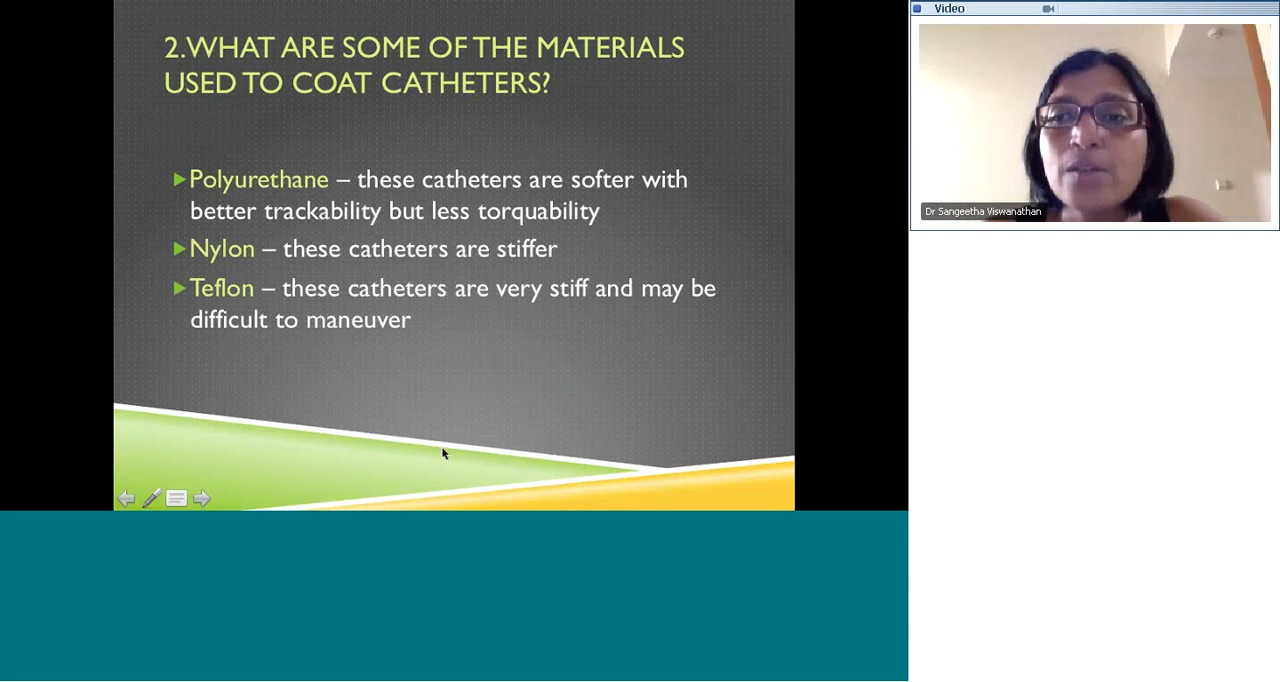 2. WHAT ARE SOME OF THE MATERIALS
USED TO COAT CATHETERS?
Polyurethane – these catheters are softer with
better trackability but less torquability
Nylon – these catheters are stiffer
Teflon – these catheters are very stiff and may be
difficult to maneuver
Video
Dr Sangeetha Viswanathan